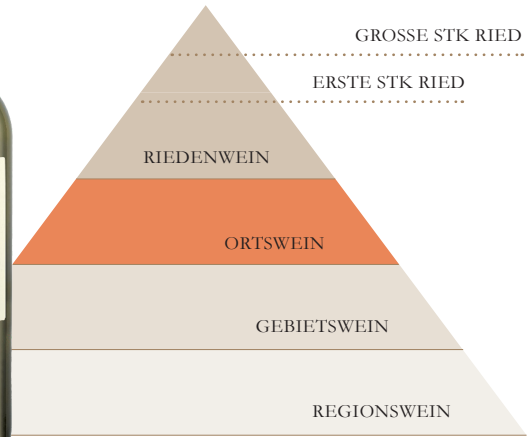 GROSSE STK RIED
ERSTE STK RIED
RIEDENWEIN
ORTSWEIN
GEBIETSWEIN
REGIONSWEIN